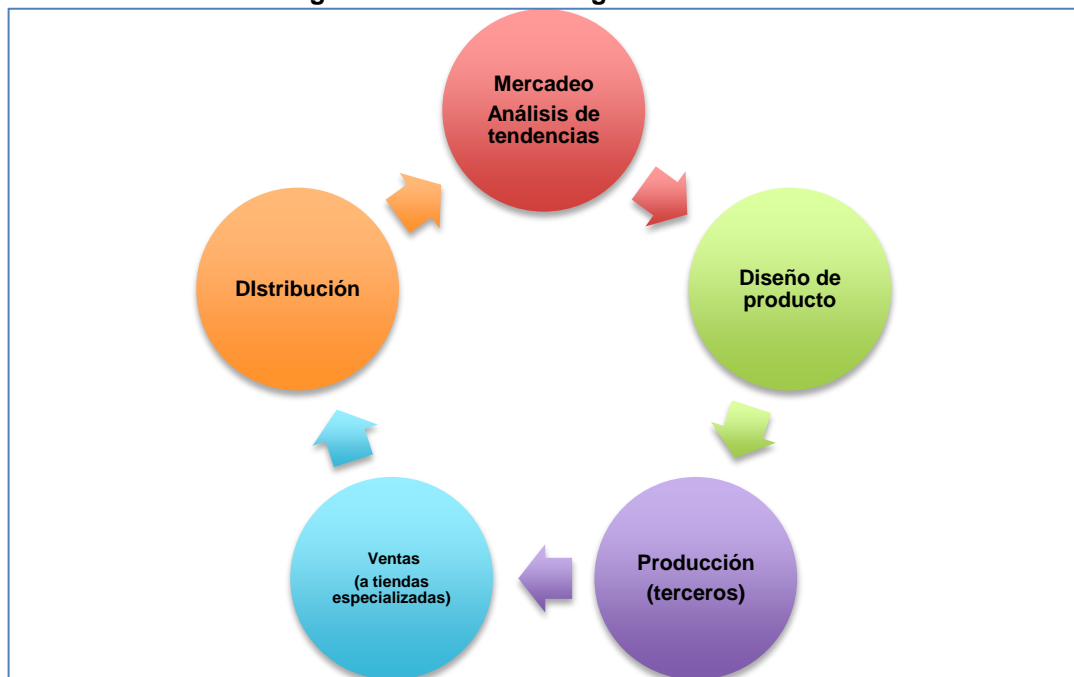 Mercadeo
Análisis de
tendencias
Diseño de
producto
Producción
(terceros)
Ventas
(a tiendas
especializadas)
DIstribución